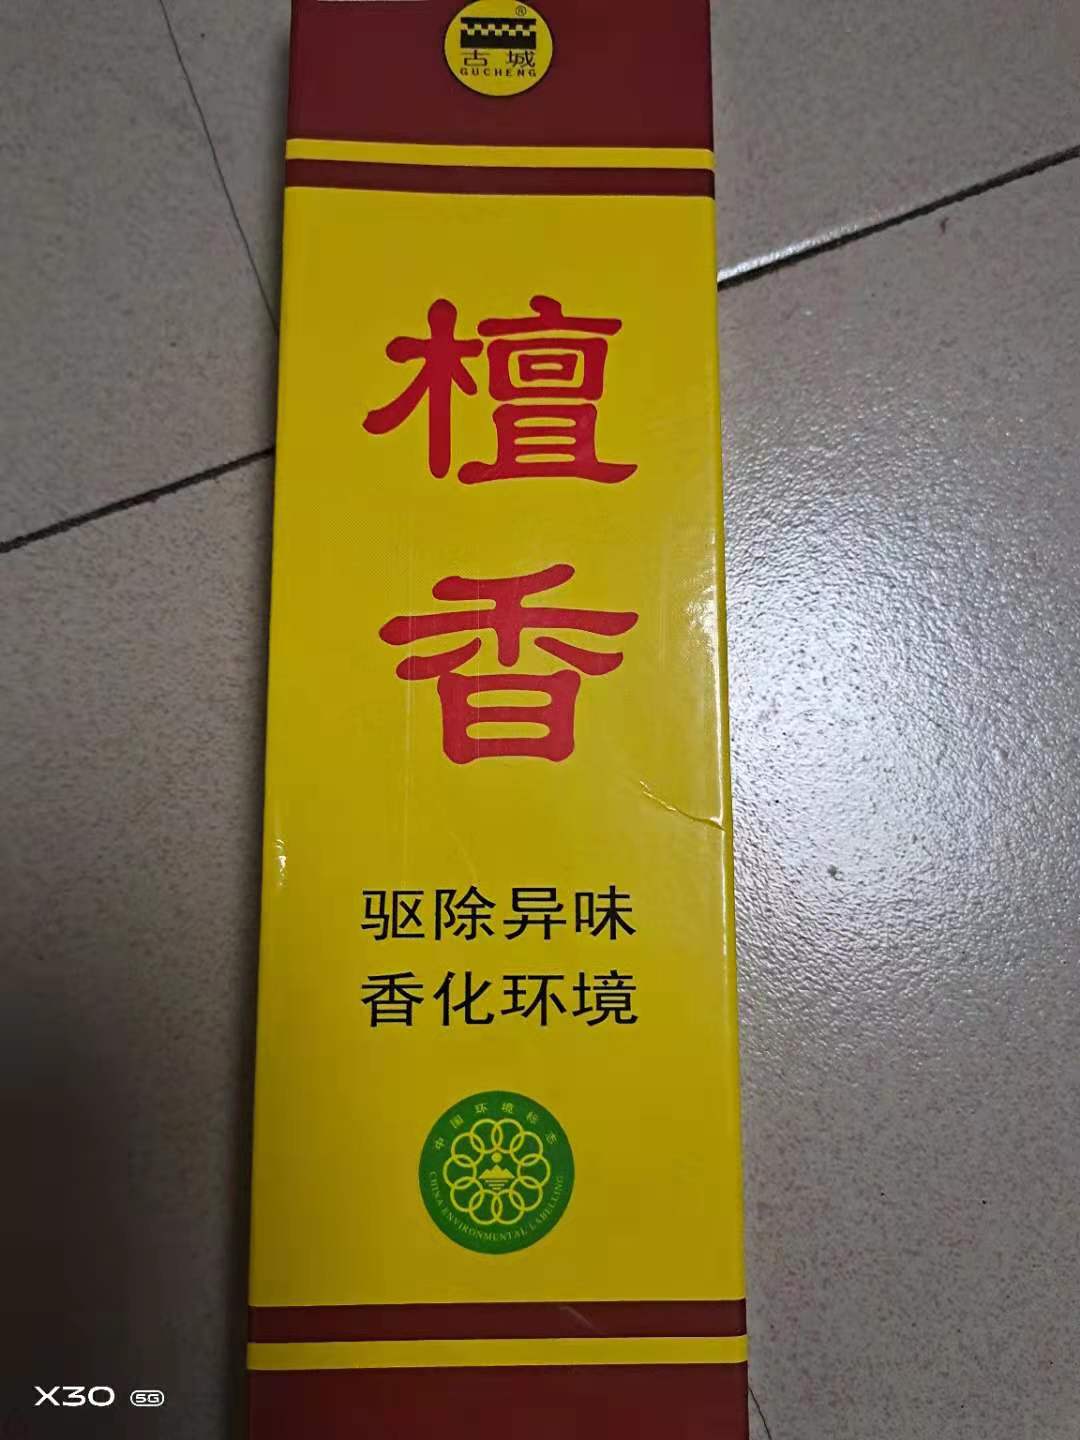 ®
古城
GUCHENG
檀
香
驱除异味
香化环境
中国环境标志
CHINA ENVIRONMENTAL LABELLING
X30 5G